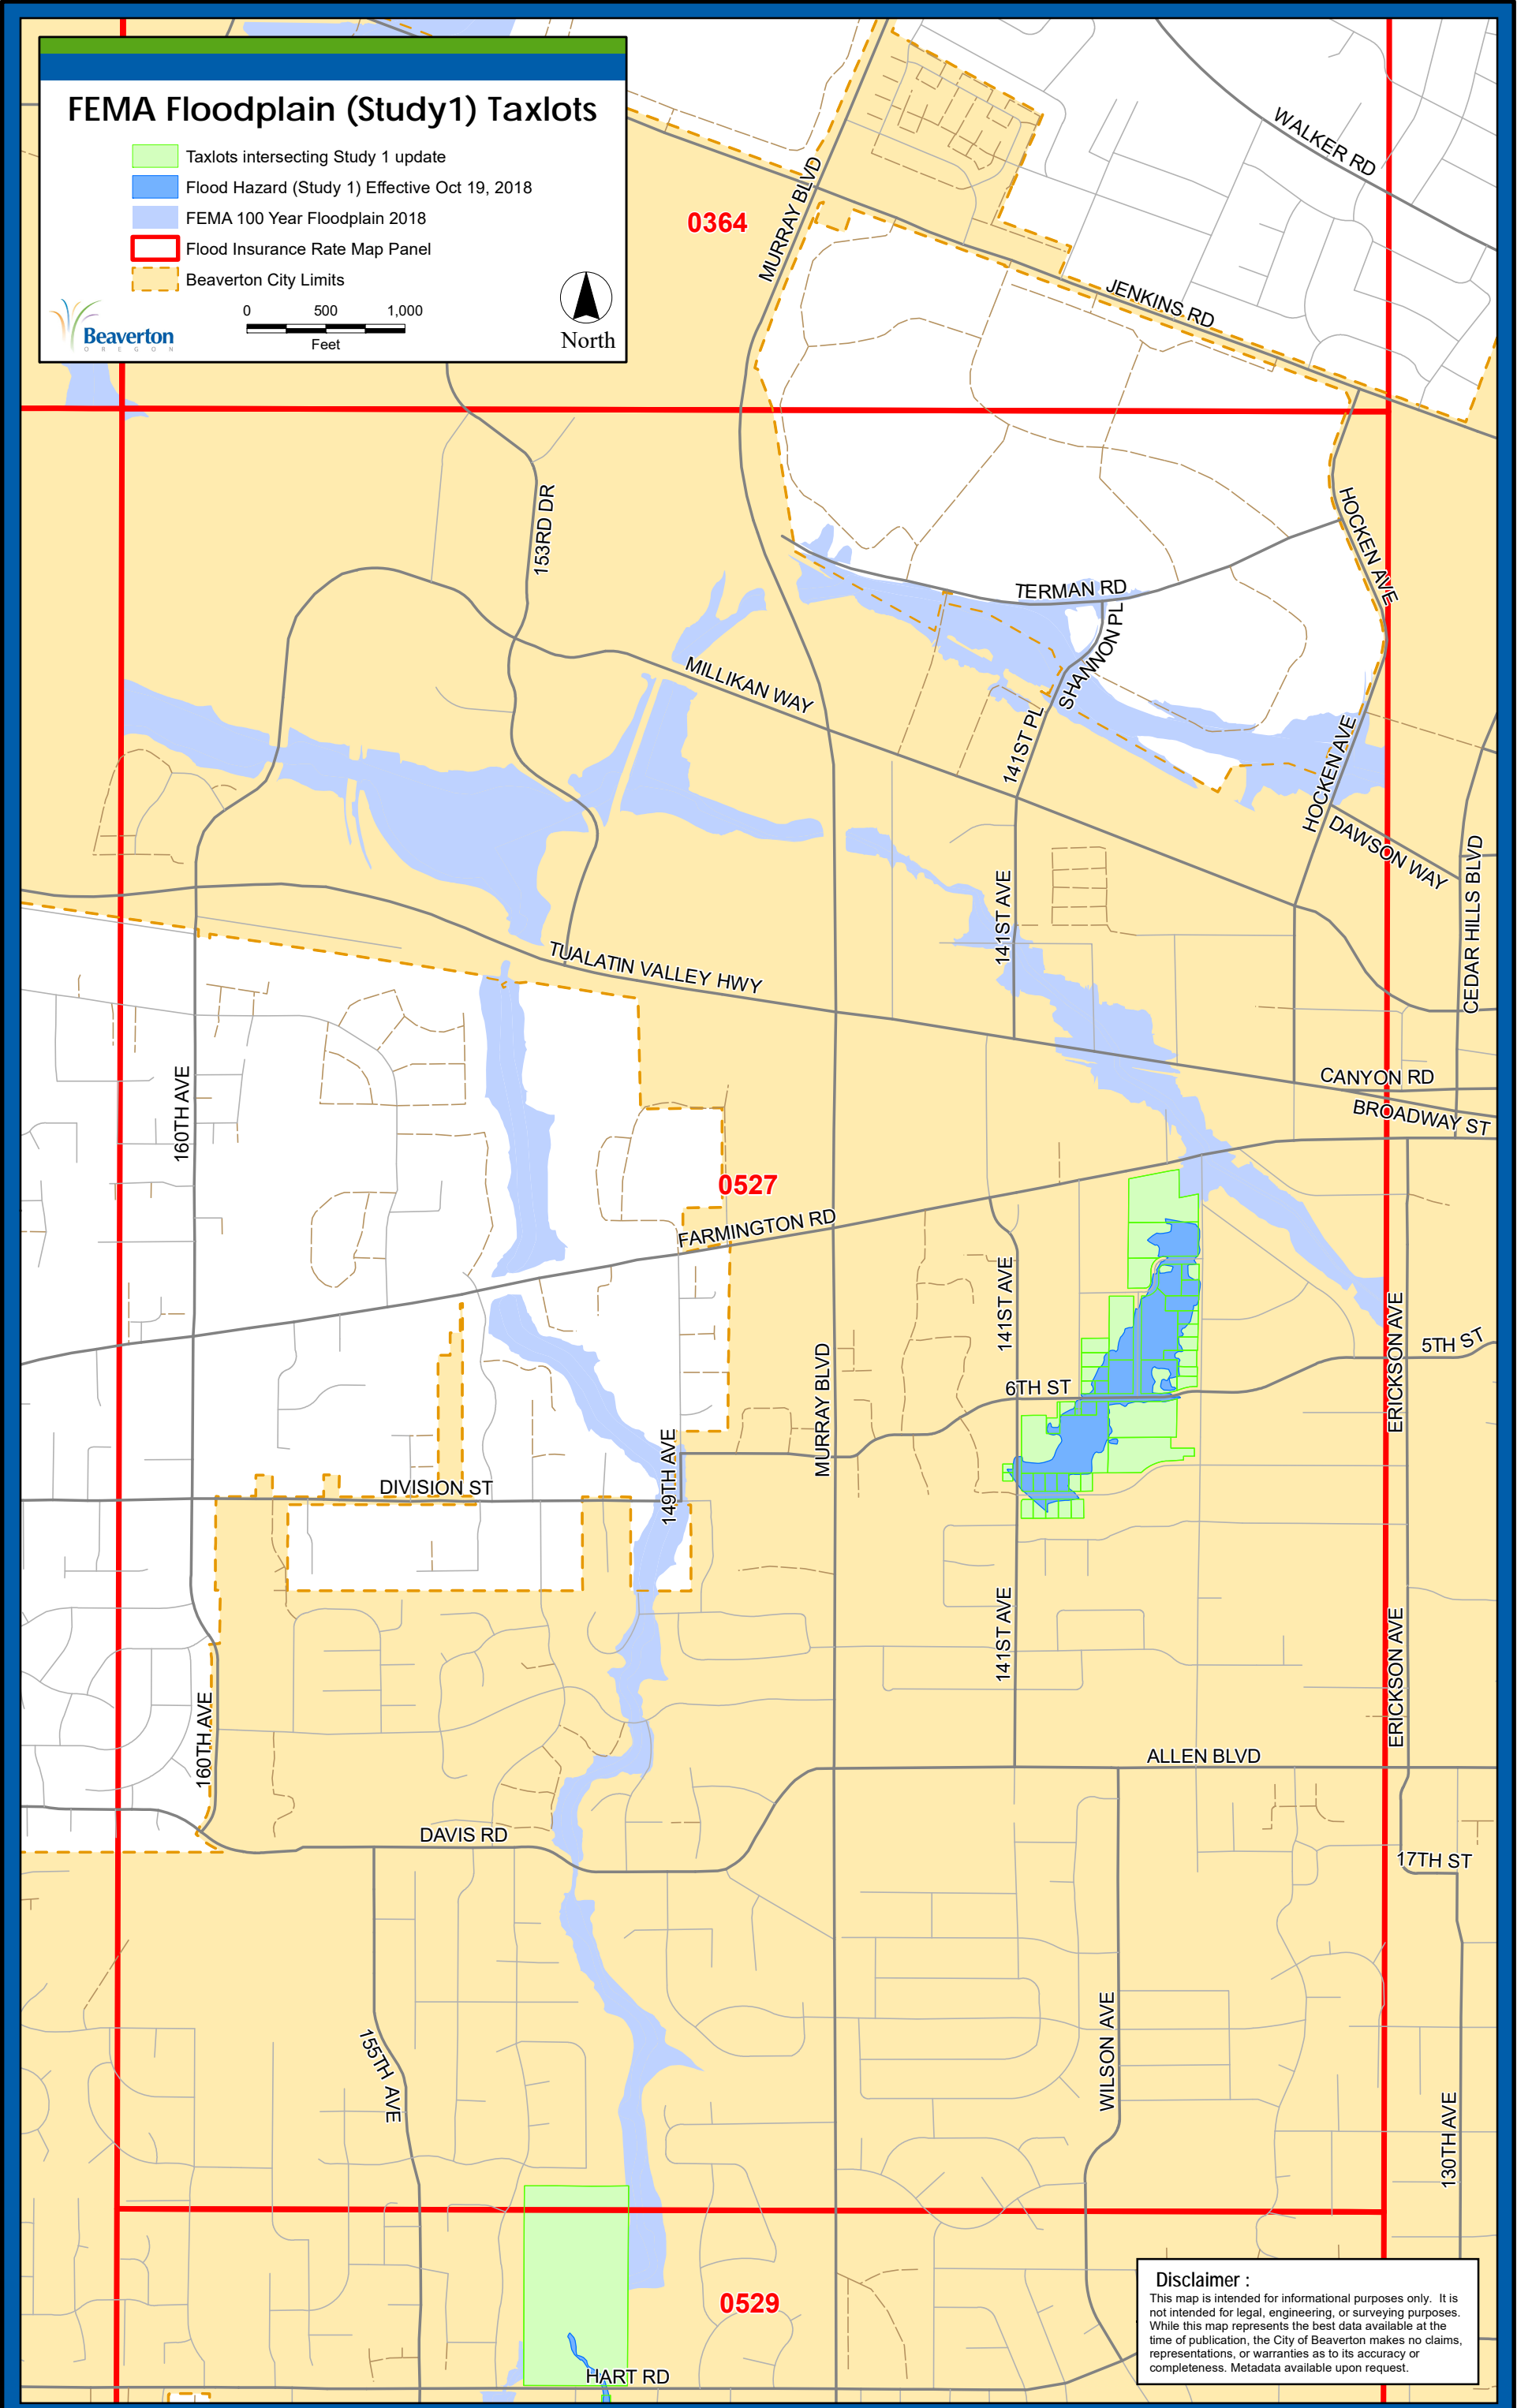 FEMA Floodplain (Study1) Taxlots
Taxlots intersecting Study 1 update
Flood Hazard (Study 1) Effective Oct 19, 2018
FEMA 100 Year Floodplain 2018
Flood Insurance Rate Map Panel
Beaverton City Limits
0 500 1,000
Feet
Beaverton
OREGON
North
WALKER RD
MURRAY BLVD
0364
JENKINS RD
153RD DR
HOCKEN AVE
TERMAN RD
SHANNON PL
MILLIKAN WAY
141ST PL
HOCKEN AVE
DAWSON WAY
CEDAR HILLS BLVD
141ST AVE
TUALATIN VALLEY HWY
160TH AVE
CANYON RD
BROADWAY ST
0527
FARMINGTON RD
141ST AVE
ERICKSON AVE
5TH ST
MURRAY BLVD
6TH ST
149TH AVE
DIVISION ST
141ST AVE
ERICKSON AVE
160TH AVE
ALLEN BLVD
DAVIS RD
17TH ST
155TH AVE
WILSON AVE
130TH AVE
0529
HART RD
Disclaimer :
This map is intended for informational purposes only. It is
not intended for legal, engineering, or surveying purposes.
While this map represents the best data available at the
time of publication, the City of Beaverton makes no claims,
representations, or warranties as to its accuracy or
completeness. Metadata available upon request.